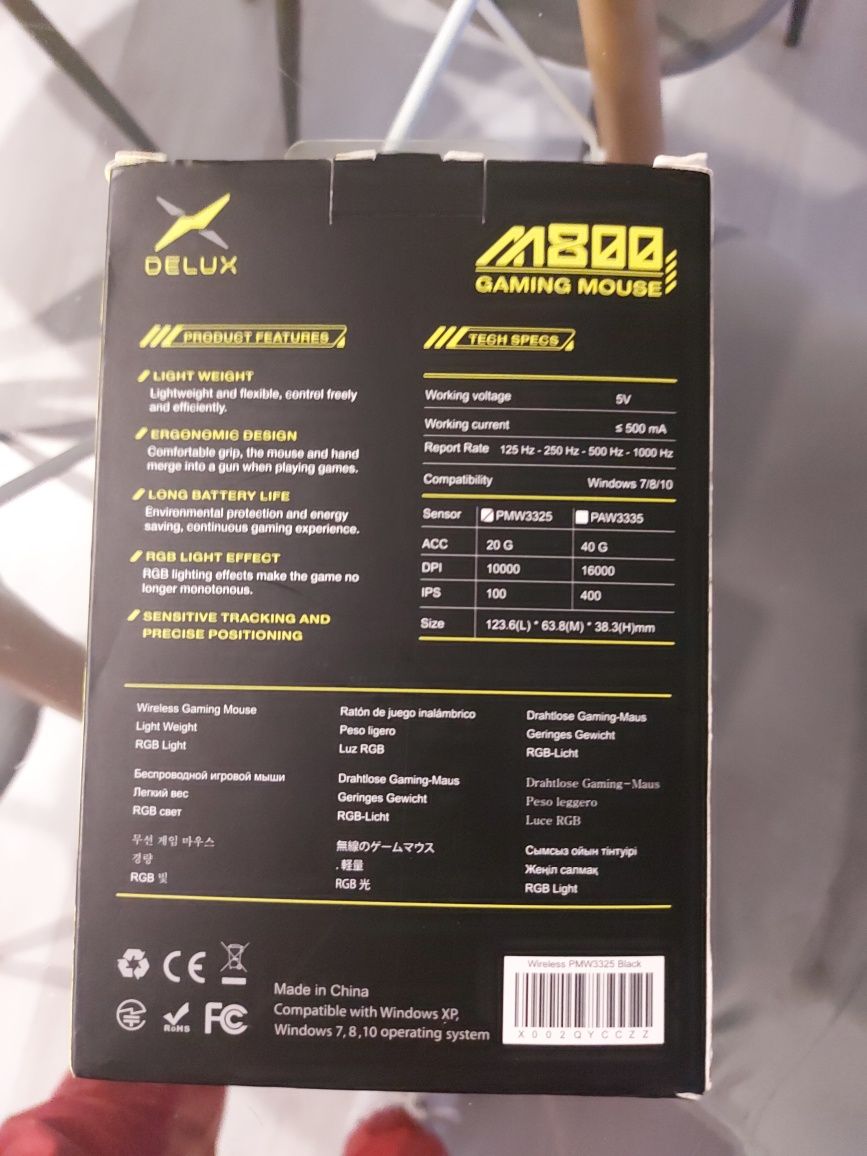 DELUX
M800
GAMING MOUSE
PRODUCT FEATURES
LIGHT WEIGHT
Lightweight and flexible, control freely
and efficiently.
ERGONOMIC DESIGN
Comfortable grip, the mouse and hand
merge into a gun when playing games.
LONG BATTERY LIFE
Environmental protection and energy
saving, continuous gaming experience.
RGB LIGHT EFFECT
RGB lighting effects make the game no
longer monotonous.
SENSITIVE TRACKING AND
PRECISE POSITIONING
TECH SPECS
Working voltage 5V
Working current ≤ 500 mA
Report Rate 125 Hz - 250 Hz - 500 Hz - 1000 Hz
Compatibility Windows 7/8/10
Sensor PMW3325 PAW3335
ACC 20 G 40 G
DPI 10000 16000
IPS 100 400
Size 123.6(L) * 63.8(M) * 38.3(H)mm
Wireless Gaming Mouse
Light Weight
RGB Light
Ratón de juego inalámbrico
Peso ligero
Luz RGB
Drahtlose Gaming-Maus
Geringes Gewicht
RGB-Licht
Беспроводной игровой мыши
Легкий вес
RGB свет
Drahtlose Gaming-Maus
Geringes Gewicht
RGB-Licht
Drahtlose Gaming-Maus
Peso leggero
Luce RGB
무선 게임 마우스
경량
RGB 빛
無線のゲームマウス
.軽量
RGB 光
Сымсыз ойын тінтуірі
Жеңіл салмақ
RGB Light
CE
RoHS
FC
Made in China
Compatible with Windows XP,
Windows 7, 8 ,10 operating system
Wireless PMW3325 Black
X002QYCCZZ